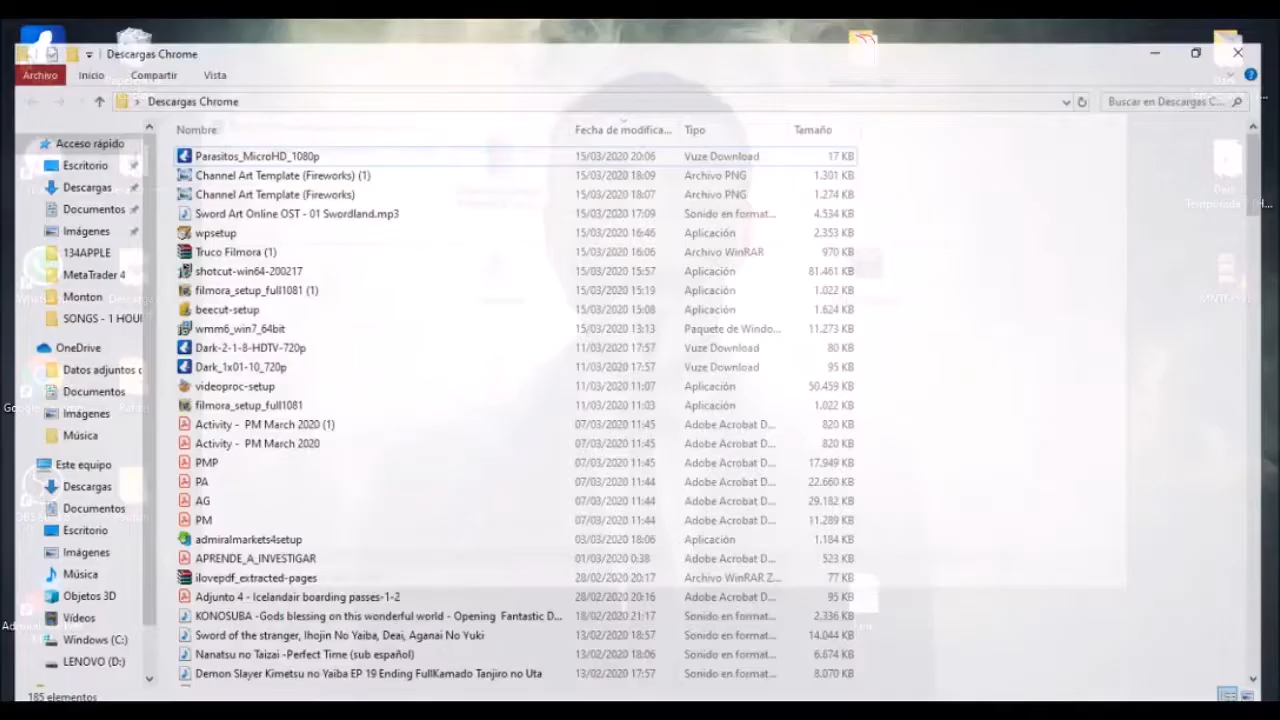 Descargas Chrome
Archivo Inicio Compartir Vista
Descargas Chrome Buscar en Descargas C...
Nombre Fecha de modifica... Tipo Tamaño
Acceso rápido
Escritorio
Descargas
Documentos
Imágenes
134APPLE
MetaTrader 4
Monton
SONGS - 1 HOU
OneDrive
Datos adjuntos c
Documentos
Imágenes
Música
Este equipo
Descargas
Documentos
Escritorio
Imágenes
Música
Objetos 3D
Vídeos
Windows (C:)
LENOVO (D:)
Parasitos_MicroHD_1080p 15/03/2020 20:06 Vuze Download 17 KB
Channel Art Template (Fireworks) (1) 15/03/2020 18:09 Archivo PNG 1.301 KB
Channel Art Template (Fireworks) 15/03/2020 18:07 Archivo PNG 1.274 KB
Sword Art Online OST - 01 Swordland.mp3 15/03/2020 17:09 Sonido en format... 4.534 KB
wpsetup 15/03/2020 16:46 Aplicación 2.353 KB
Truco Filmora (1) 15/03/2020 16:06 Archivo WinRAR 970 KB
shotcut-win64-200217 15/03/2020 15:57 Aplicación 81.461 KB
filmora_setup_full1081 (1) 15/03/2020 15:19 Aplicación 1.022 KB
beecut-setup 15/03/2020 15:08 Aplicación 1.624 KB
wmm6_win7_64bit 15/03/2020 13:13 Paquete de Windo... 11.273 KB
Dark-2-1-8-HDTV-720p 11/03/2020 17:57 Vuze Download 80 KB
Dark_1x01-10_720p 11/03/2020 17:57 Vuze Download 95 KB
videoproc-setup 11/03/2020 11:07 Aplicación 50.459 KB
filmora_setup_full1081 11/03/2020 11:03 Aplicación 1.022 KB
Activity - PM March 2020 (1) 07/03/2020 11:45 Adobe Acrobat D... 820 KB
Activity - PM March 2020 07/03/2020 11:45 Adobe Acrobat D... 820 KB
PMP 07/03/2020 11:45 Adobe Acrobat D... 17.949 KB
PA 07/03/2020 11:44 Adobe Acrobat D... 22.660 KB
AG 07/03/2020 11:44 Adobe Acrobat D... 29.182 KB
PM 07/03/2020 11:44 Adobe Acrobat D... 11.289 KB
admiralmarkets4setup 03/03/2020 18:06 Aplicación 1.184 KB
APRENDE_A_INVESTIGAR 01/03/2020 0:38 Adobe Acrobat D... 523 KB
ilovepdf_extracted-pages 28/02/2020 20:17 Archivo WinRAR Z... 77 KB
Adjunto 4 - Icelandair boarding passes-1-2 28/02/2020 20:16 Adobe Acrobat D... 95 KB
KONOSUBA -Gods blessing on this wonderful world - Opening Fantastic D... 18/02/2020 21:17 Sonido en format... 2.336 KB
Sword of the stranger, Ihojin No Yaiba, Deai, Aganai No Yuki 13/02/2020 18:57 Sonido en format... 14.044 KB
Nanatsu no Taizai -Perfect Time (sub español) 13/02/2020 18:06 Sonido en format... 6.674 KB
Demon Slayer Kimetsu no Yaiba EP 19 Ending FullKamado Tanjiro no Uta 13/02/2020 17:57 Sonido en format... 8.070 KB
185 elementos